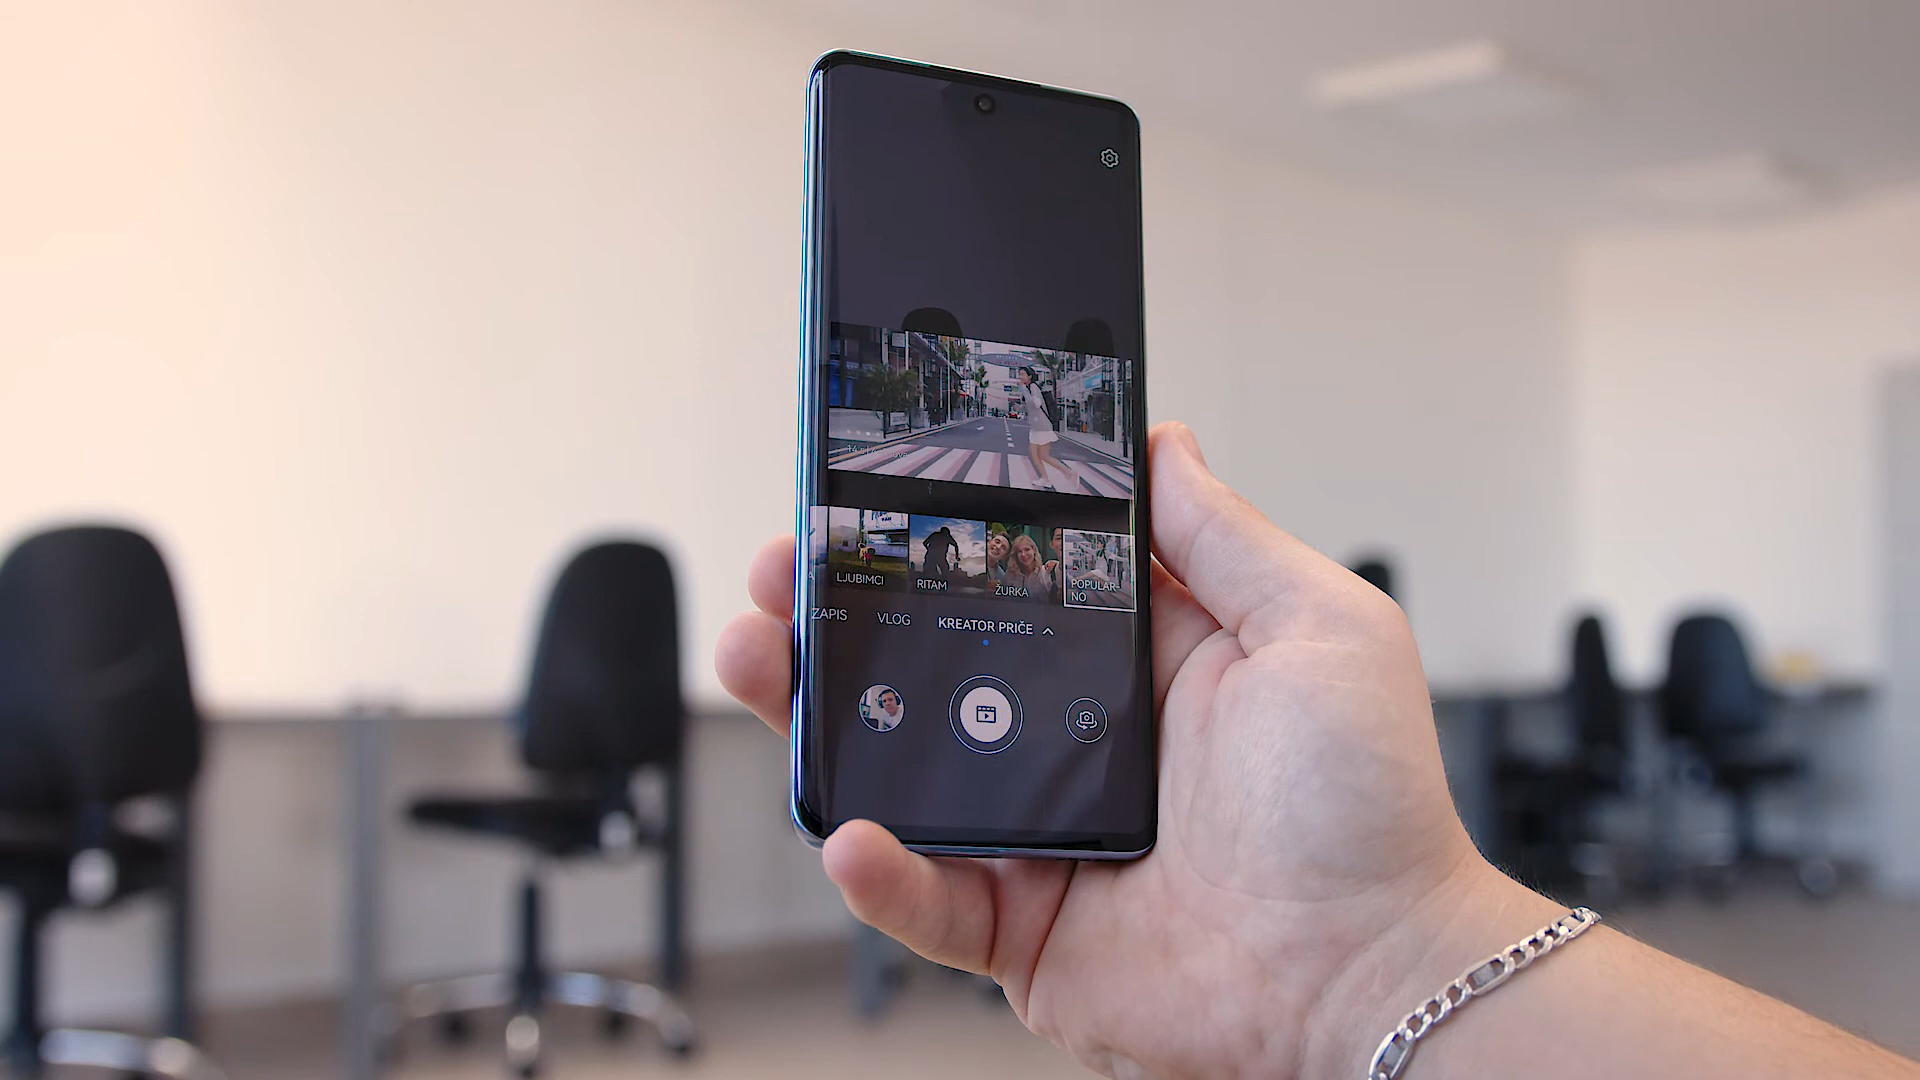 LJUBIMCI
RITAM
ŽURKA
POPULAR-
NO
ZAPIS
VLOG
KREATOR PRIČE